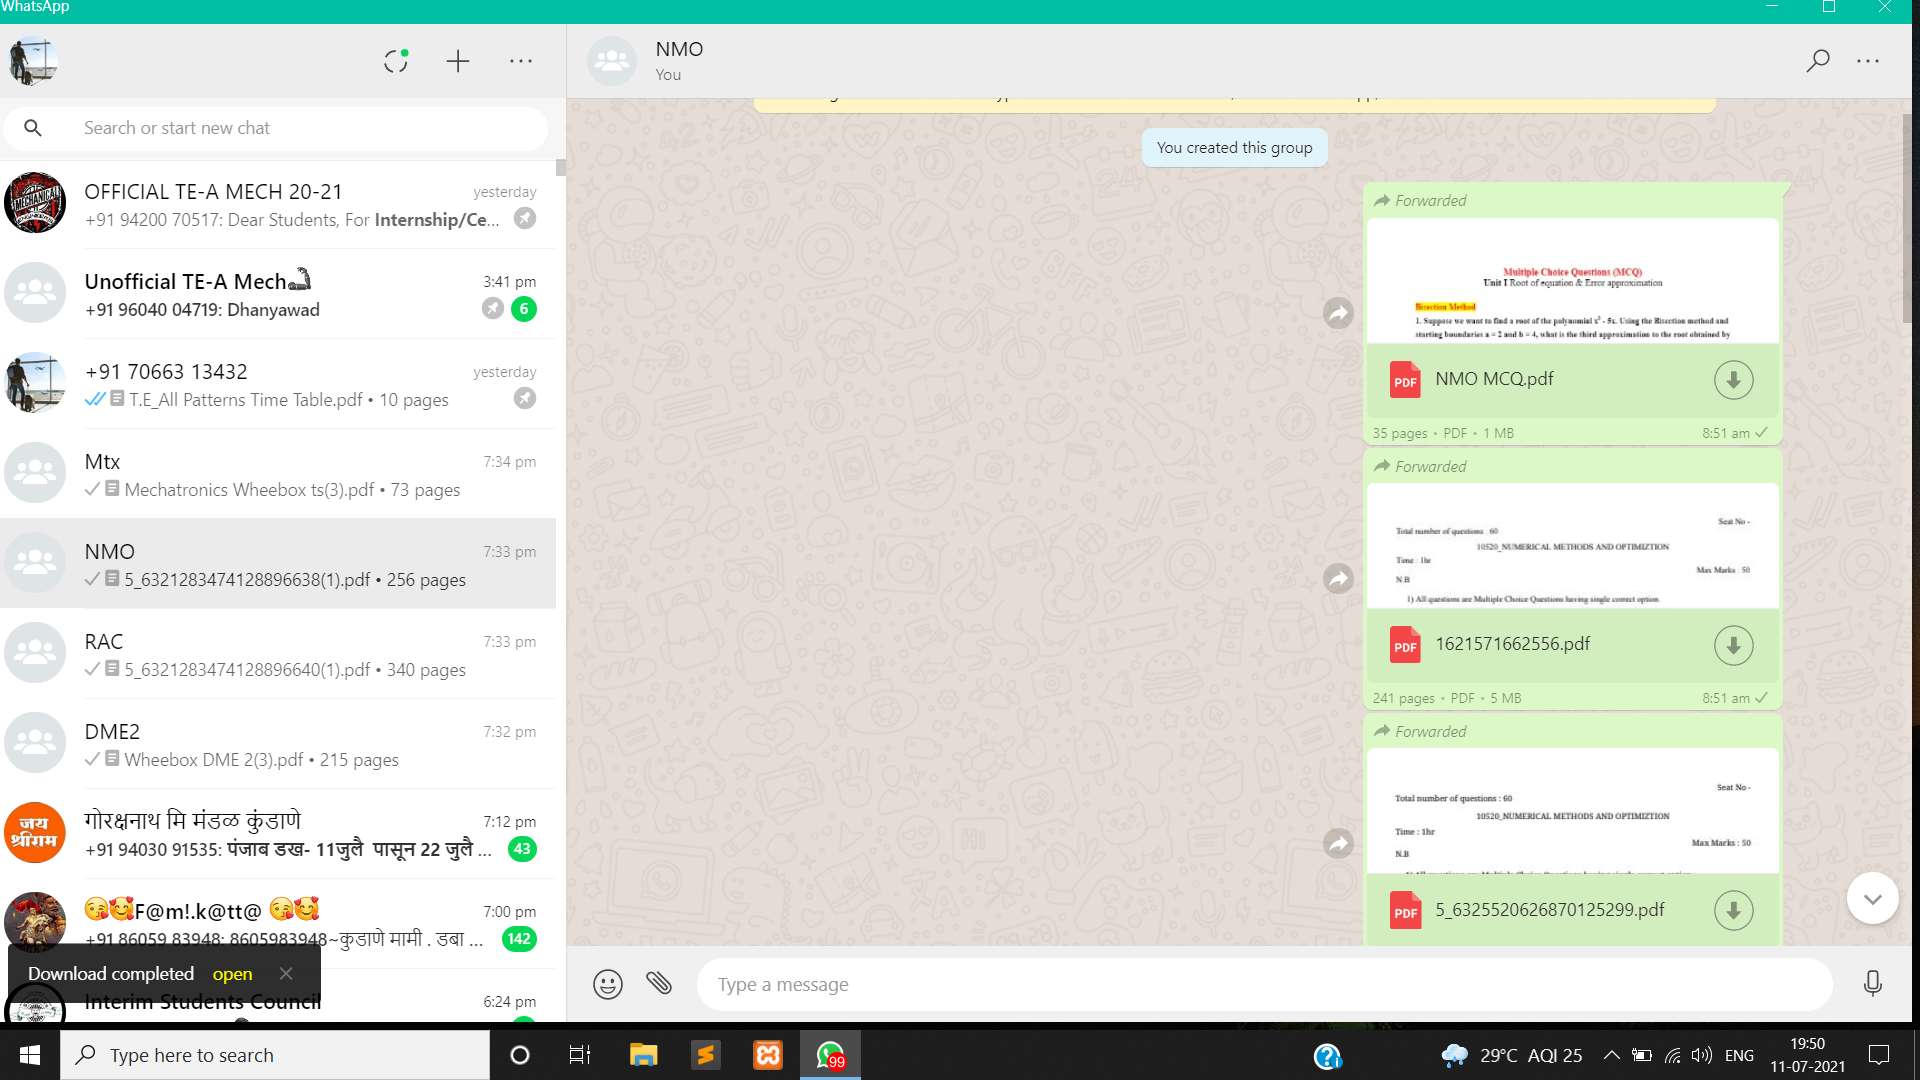 WhatsApp
Search or start new chat
OFFICIAL TE-A MECH 20-21
yesterday
+91 94200 70517: Dear Students, For Internship/Ce...
Unofficial TE-A Mech
3:41 pm
+91 96040 04719: Dhanyawad
6
+91 70663 13432
yesterday
T.E_All Patterns Time Table.pdf • 10 pages
Mtx
7:34 pm
Mechatronics Wheebox ts(3).pdf • 73 pages
NMO
7:33 pm
5_6321283474128896638(1).pdf • 256 pages
RAC
7:33 pm
5_6321283474128896640(1).pdf • 340 pages
DME2
7:32 pm
Wheebox DME 2(3).pdf • 215 pages
जय
श्रीराम
गोरक्षनाथ मि मंडळ कुंडाणे
7:12 pm
+91 94030 91535: पंजाब डख- 11जुलै पासून 22 जुलै ...
43
😘🥰F@m!.k@tt@ 😘🥰
7:00 pm
+91 86059 83948: 8605983948~कुडाणे मामी . डबा ...
142
Download completed open
Interim Students Council
6:24 pm
NMO
You
You created this group
Forwarded
Multiple Choice Questions (MCQ)
Unit I Root of equation & Error approximation
Bisection Method
1. Suppose we want to find a root of the polynomial x² - 5x. Using the Bisection method and
starting boundaries a = 2 and b = 4, what is the third approximation to the root obtained by
PDF
NMO MCQ.pdf
35 pages • PDF • 1 MB
8:51 am
Forwarded
Seat No -
Total number of questions : 60
10520_NUMERICAL METHODS AND OPTIMIZTION
Time : 1hr
Max Marks : 50
N.B
1) All questions are Multiple Choice Questions having single correct option.
PDF
1621571662556.pdf
241 pages • PDF • 5 MB
8:51 am
Forwarded
Seat No -
Total number of questions : 60
10520_NUMERICAL METHODS AND OPTIMIZTION
Time : 1hr
Max Marks : 50
N.B
PDF
5_6325520626870125299.pdf
Type a message
Type here to search
99
29°C AQI 25
ENG
19:50
11-07-2021